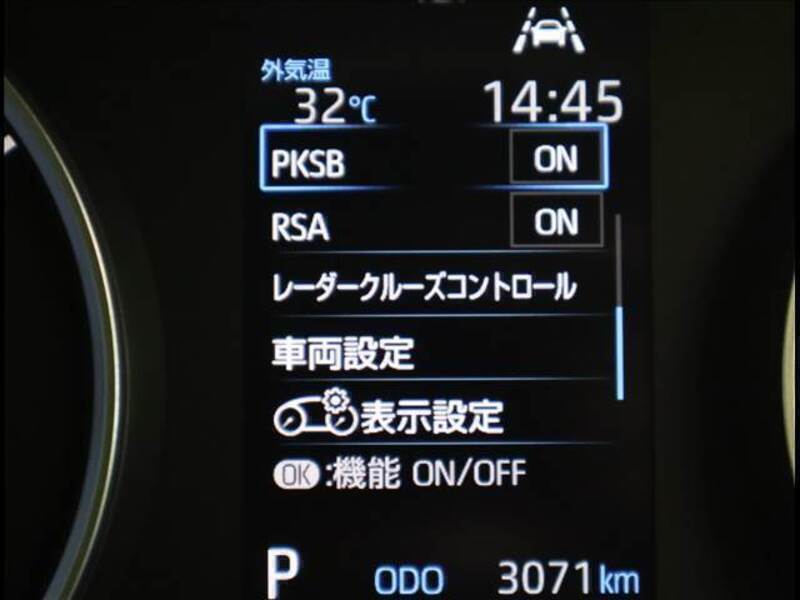 外気温
32℃ 14:45
PKSB ON
RSA ON
レーダークルーズコントロール
車両設定
表示設定
OK:機能 ON/OFF
P ODO 3071km